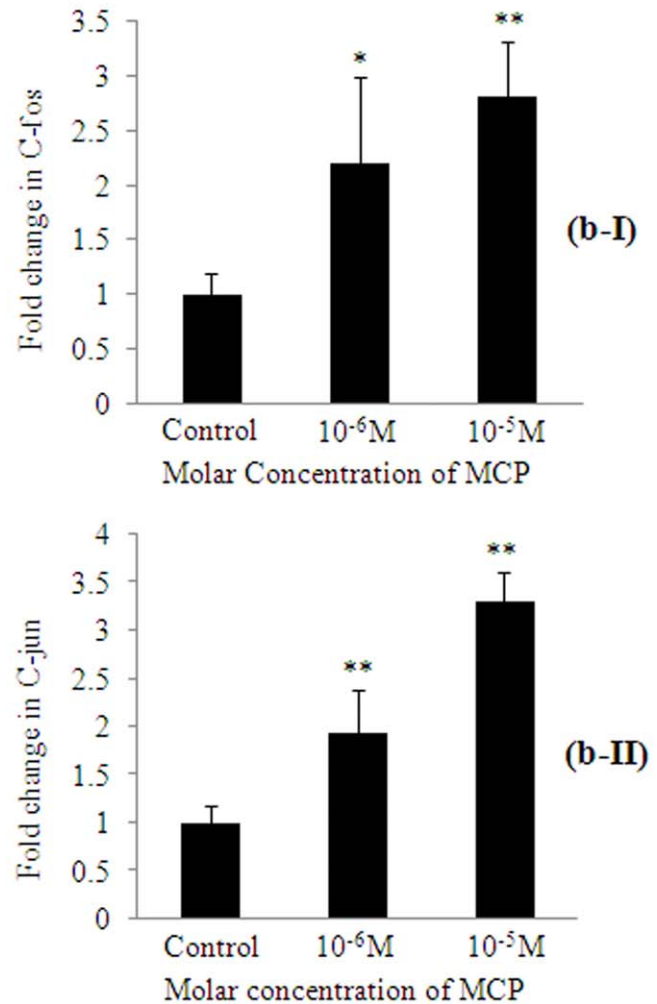 3.5
3
2.5
2
1.5
1
0.5
0
Fold change in C-fos
*
**
Control 10⁻⁶M 10⁻⁵M
Molar Concentration of MCP
(b-I)
4
3.5
3
2.5
2
1.5
1
0.5
0
Fold change in C-jun
**
**
Control 10⁻⁶M 10⁻⁵M
Molar concentration of MCP
(b-II)